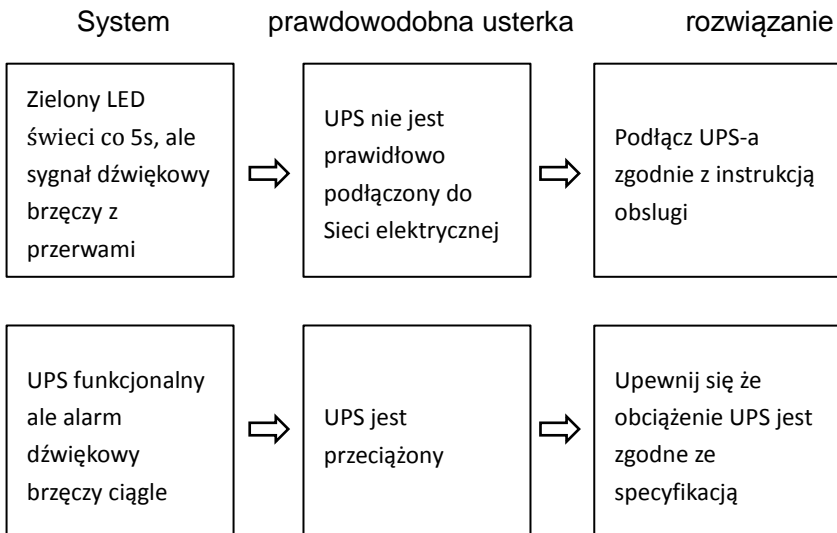 System
prawdowodobna usterka
rozwiązanie
Zielony LED
świeci co 5s, ale
sygnał dźwiękowy
brzęczy z
przerwami
UPS nie jest
prawidłowo
podłączony do
Sieci elektrycznej
Podłącz UPS-a
zgodnie z instrukcją
obslugi
UPS funkcjonalny
ale alarm
dźwiękowy
brzęczy ciągle
UPS jest
przeciążony
Upewnij się że
obciążenie UPS jest
zgodne ze
specyfikacją